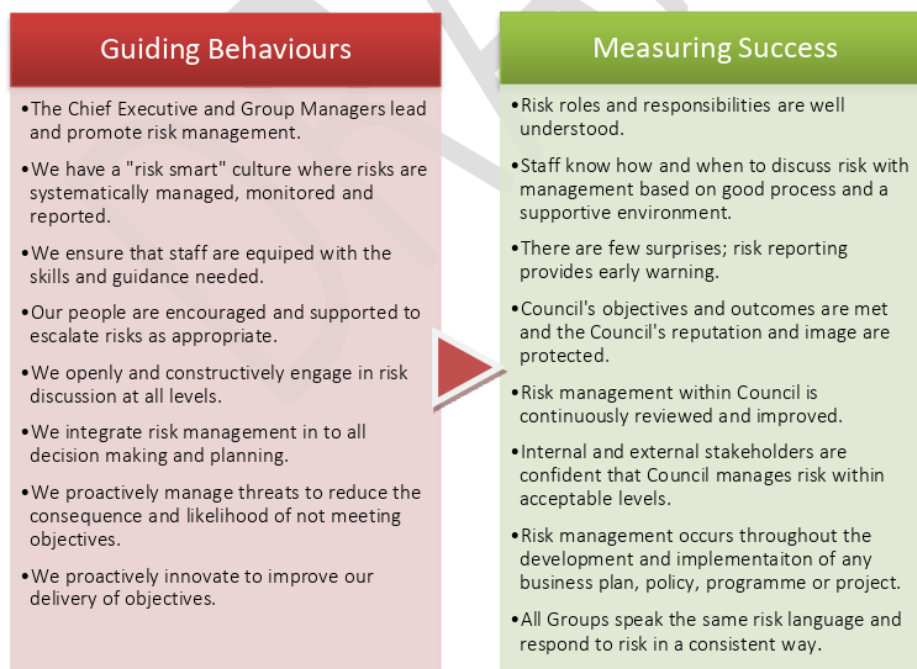 Guiding Behaviours
•The Chief Executive and Group Managers lead
and promote risk management.
•We have a "risk smart" culture where risks are
systematically managed, monitored and
reported.
•We ensure that staff are equiped with the
skills and guidance needed.
•Our people are encouraged and supported to
escalate risks as appropriate.
•We openly and constructively engage in risk
discussion at all levels.
•We integrate risk management in to all
decision making and planning.
•We proactively manage threats to reduce the
consequence and likelihood of not meeting
objectives.
•We proactively innovate to improve our
delivery of objectives.
Measuring Success
•Risk roles and responsibilities are well
understood.
•Staff know how and when to discuss risk with
management based on good process and a
supportive environment.
•There are few surprises; risk reporting
provides early warning.
•Council's objectives and outcomes are met
and the Council's reputation and image are
protected.
•Risk management within Council is
continuously reviewed and improved.
•Internal and external stakeholders are
confident that Council manages risk within
acceptable levels.
•Risk management occurs throughout the
development and implementaiton of any
business plan, policy, programme or project.
•All Groups speak the same risk language and
respond to risk in a consistent way.